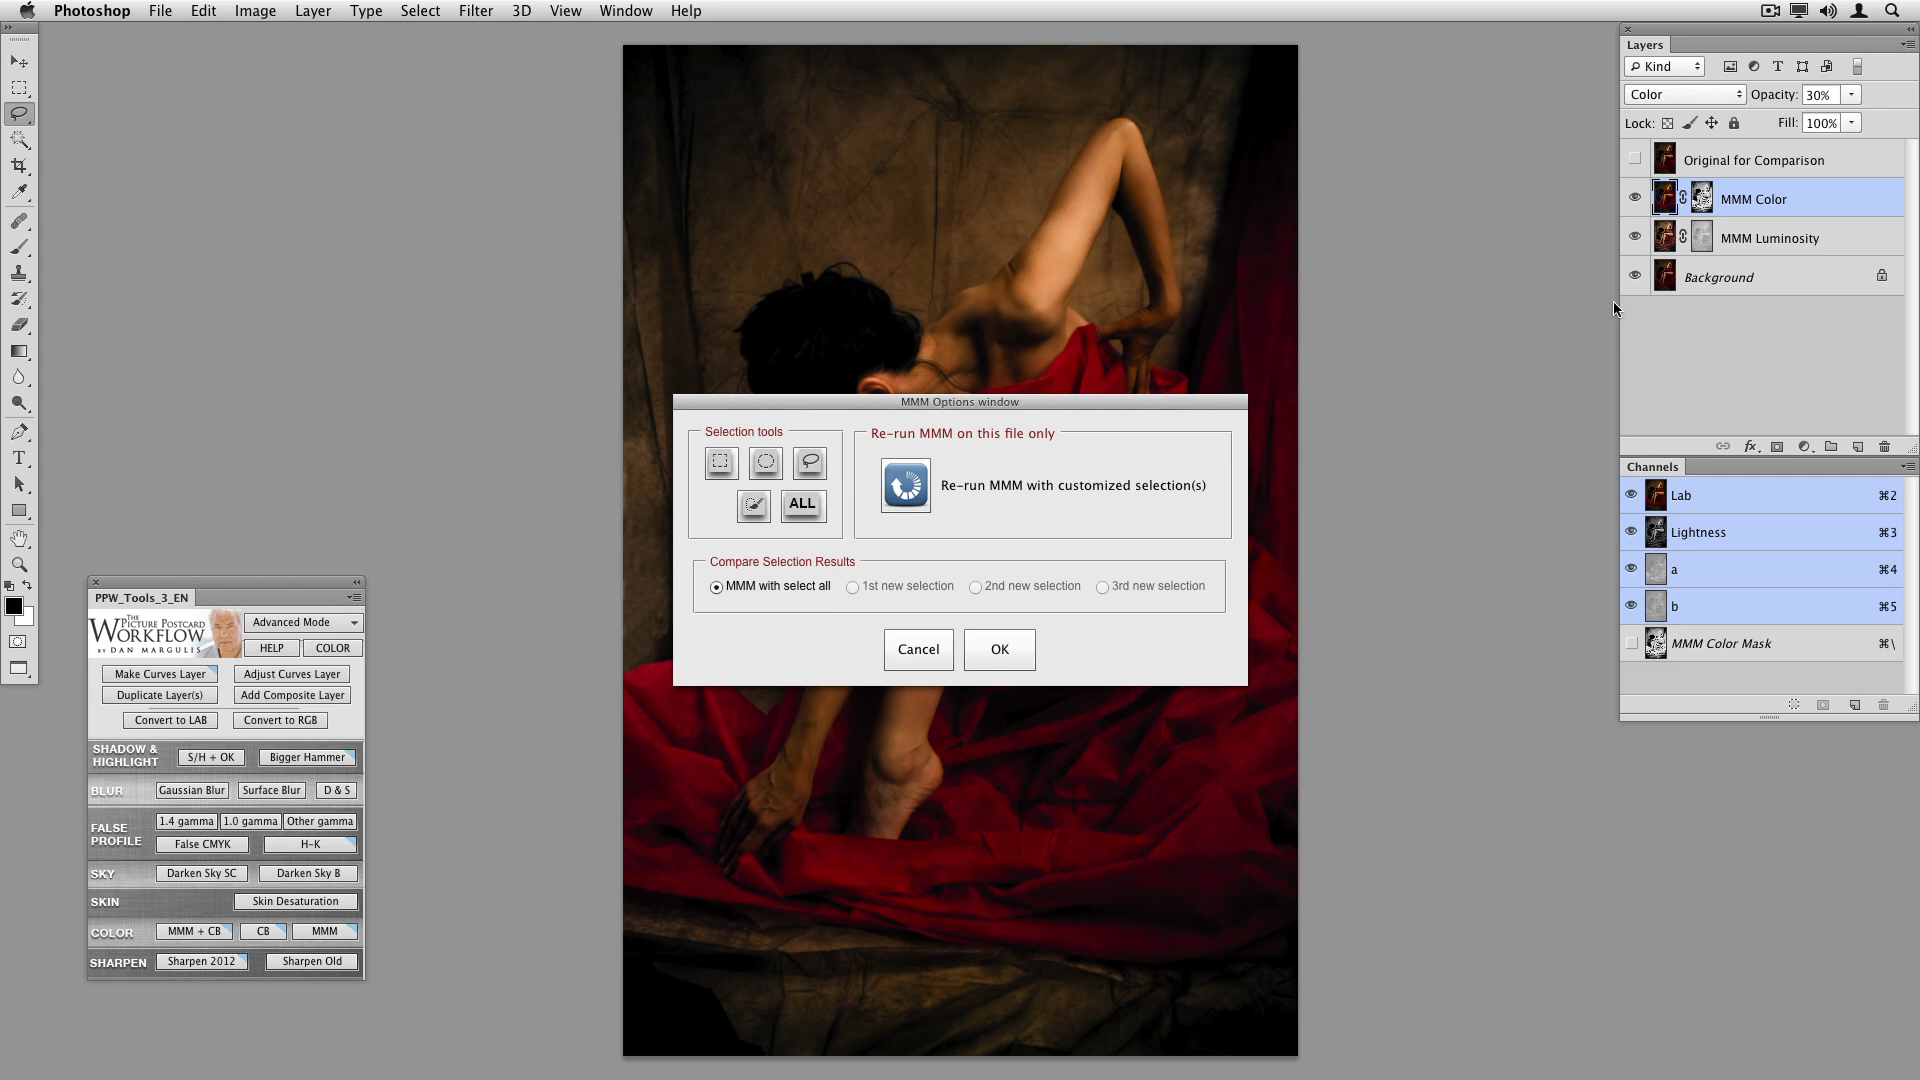 Photoshop File Edit Image Layer Type Select Filter 3D View Window Help
Layers
Kind
Color Opacity: 30%
Lock: Fill: 100%
Original for Comparison
MMM Color
MMM Luminosity
Background
fx
Channels
Lab ⌘2
Lightness ⌘3
a ⌘4
b ⌘5
MMM Color Mask ⌘\
MMM Options window
Selection tools
ALL
Re-run MMM on this file only
Re-run MMM with customized selection(s)
Compare Selection Results
MMM with select all 1st new selection 2nd new selection 3rd new selection
Cancel OK
PPW_Tools_3_EN
THE
PICTURE POSTCARD
WORKFLOW
BY DAN MARGULIS
Advanced Mode
HELP COLOR
Make Curves Layer Adjust Curves Layer
Duplicate Layer(s) Add Composite Layer
Convert to LAB Convert to RGB
SHADOW &
HIGHLIGHT
S/H + OK Bigger Hammer
BLUR Gaussian Blur Surface Blur D & S
FALSE
PROFILE
1.4 gamma 1.0 gamma Other gamma
False CMYK H-K
SKY Darken Sky SC Darken Sky B
SKIN Skin Desaturation
COLOR MMM + CB CB MMM
SHARPEN Sharpen 2012 Sharpen Old